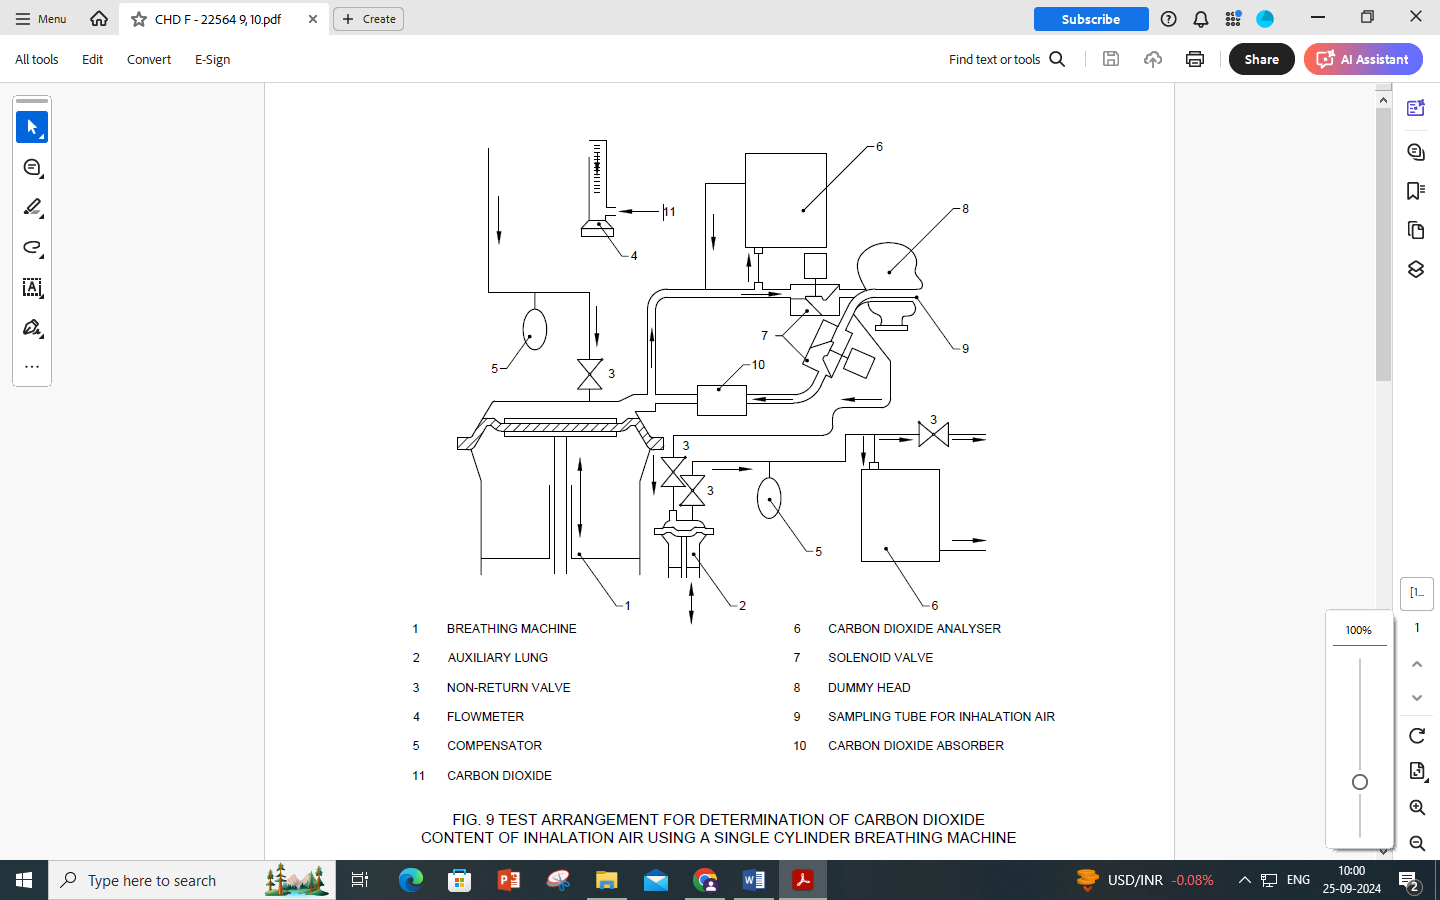 Menu
CHD F - 22564 9,10.pdf
Create
Subscribe
All tools
Edit
Convert
E-Sign
Find text or tools
Share
AI Assistant
6
11
8
4
7
9
5
3
10
3
3
3
5
1
2
6
1 BREATHING MACHINE
2 AUXILIARY LUNG
3 NON-RETURN VALVE
4 FLOWMETER
5 COMPENSATOR
11 CARBON DIOXIDE
6 CARBON DIOXIDE ANALYSER
7 SOLENOID VALVE
8 DUMMY HEAD
9 SAMPLING TUBE FOR INHALATION AIR
10 CARBON DIOXIDE ABSORBER
FIG. 9 TEST ARRANGEMENT FOR DETERMINATION OF CARBON DIOXIDE
CONTENT OF INHALATION AIR USING A SINGLE CYLINDER BREATHING MACHINE
[1...
1
100%
Type here to search
USD/INR -0.08%
ENG
10:00
25-09-2024
2